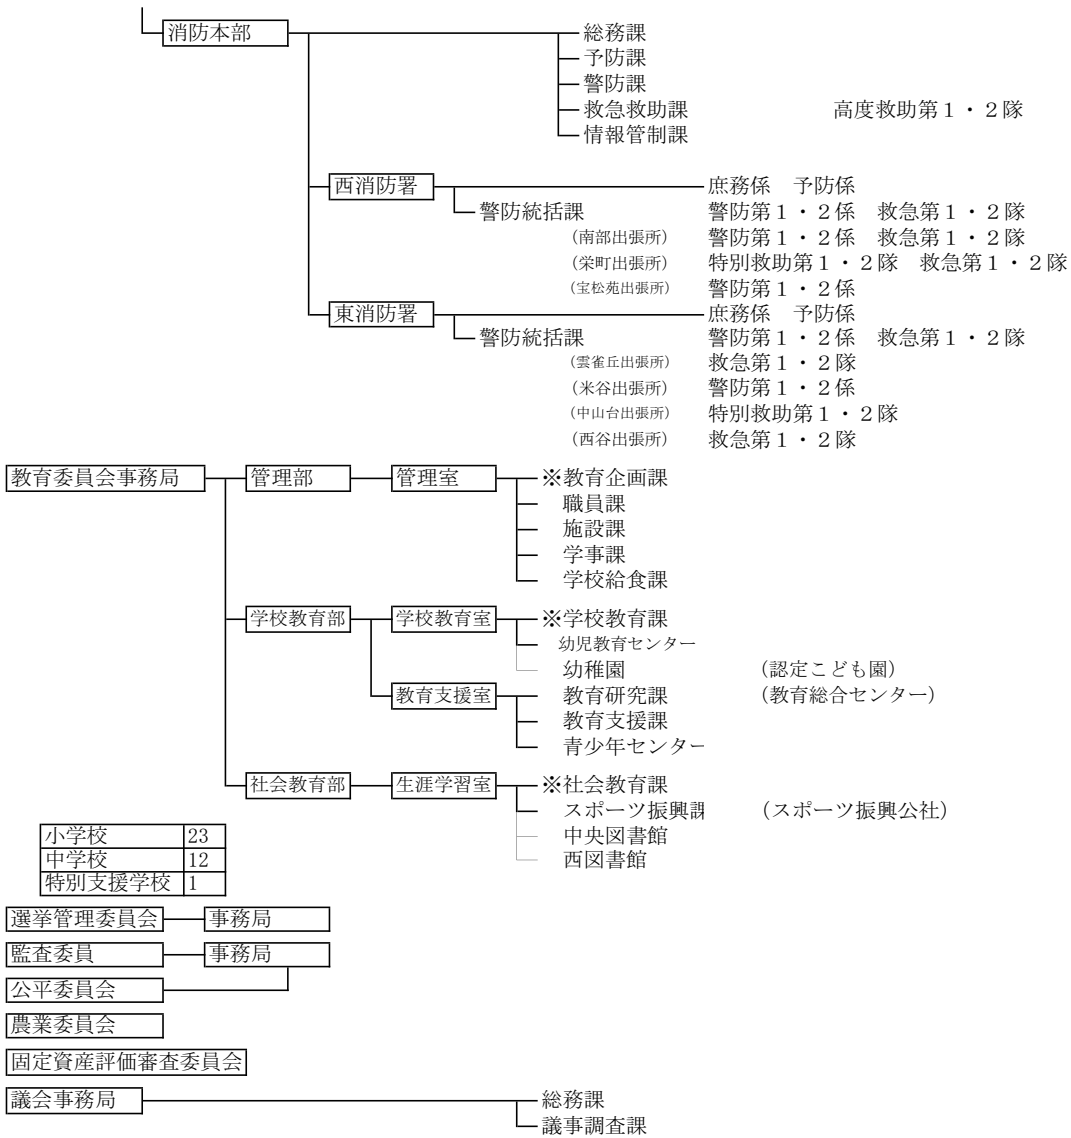 消防本部 総務課
予防課
警防課
救急救助課 高度救助第１・２隊
情報管制課
西消防署 庶務係 予防係
警防統括課 警防第１・２係 救急第１・２隊
（南部出張所） 警防第１・２係 救急第１・２隊
（栄町出張所） 特別救助第１・２隊 救急第１・２隊
（宝松苑出張所） 警防第１・２係
東消防署 庶務係 予防係
警防統括課 警防第１・２係 救急第１・２隊
（雲雀丘出張所） 救急第１・２隊
（米谷出張所） 警防第１・２係
（中山台出張所） 特別救助第１・２隊
（西谷出張所） 救急第１・２隊
教育委員会事務局 管理部 管理室 ※教育企画課
職員課
施設課
学事課
学校給食課
学校教育部 学校教育室 ※学校教育課
幼児教育センター
幼稚園 （認定こども園）
教育支援室 教育研究課 （教育総合センター）
教育支援課
青少年センター
社会教育部 生涯学習室 ※社会教育課
スポーツ振興課 （スポーツ振興公社）
中央図書館
西図書館
小学校 23
中学校 12
特別支援学校 1
選挙管理委員会 事務局
監査委員 事務局
公平委員会
農業委員会
固定資産評価審査委員会
議会事務局 総務課
議事調査課